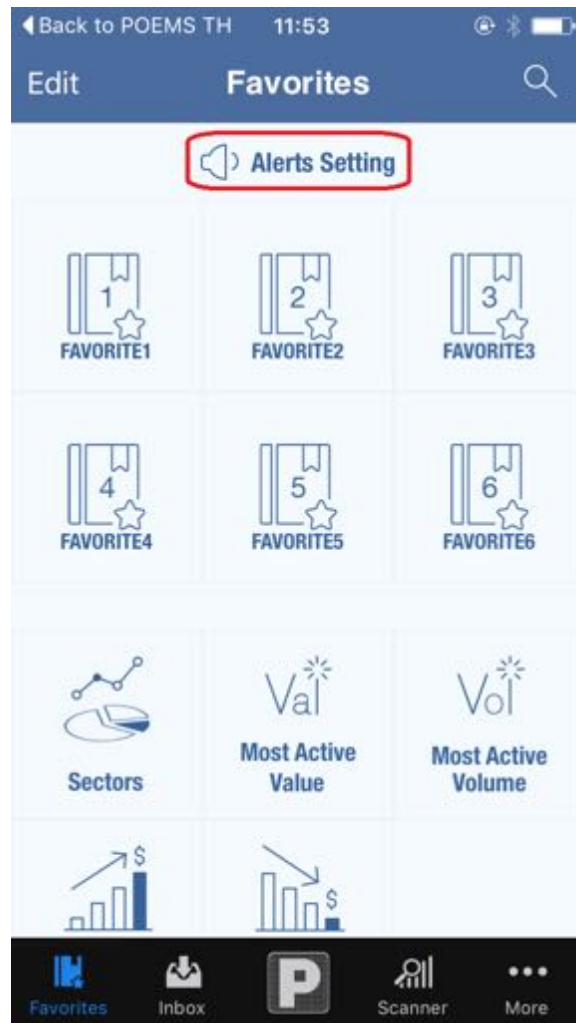 Back to POEMS TH 11:53
Edit Favorites
Alerts Setting
1 2 3
FAVORITE1 FAVORITE2 FAVORITE3
4 5 6
FAVORITE4 FAVORITE5 FAVORITE6
Val Vol
Sectors Most Active Value Most Active Volume
$ $
P
Favorites Inbox Scanner More